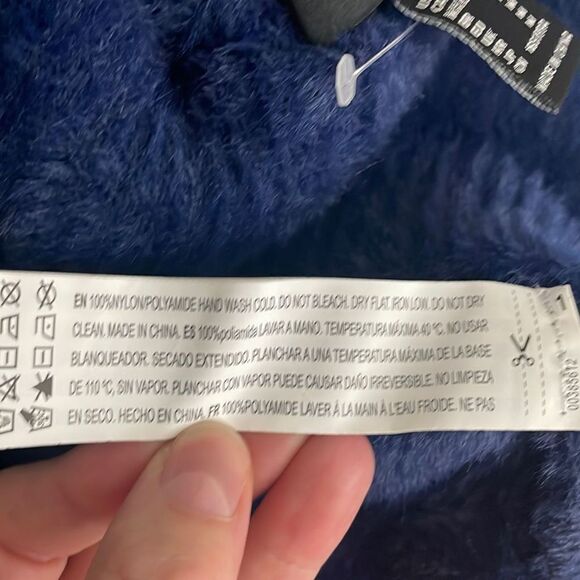 EN 100%NYLON/POLYAMIDE HAND WASH COLD. DO NOT BLEACH. DRY FLAT. IRON LOW. DO NOT DRY
CLEAN. MADE IN CHINA. ES 100%poliamida LAVAR A MANO. TEMPERATURA MÁXIMA 40 °C. NO USAR
BLANQUEADOR. SECADO EXTENDIDO. PLANCHAR A UNA TEMPERATURA MÁXIMA DE LA BASE
DE 110 °C, SIN VAPOR. PLANCHAR CON VAPOR PUEDE CAUSAR DAÑO IRREVERSIBLE. NO LIMPIEZA
EN SECO. HECHO EN CHINA. FR 100%POLYAMIDE LAVER À LA MAIN À L'EAU FROIDE. NE PAS
1